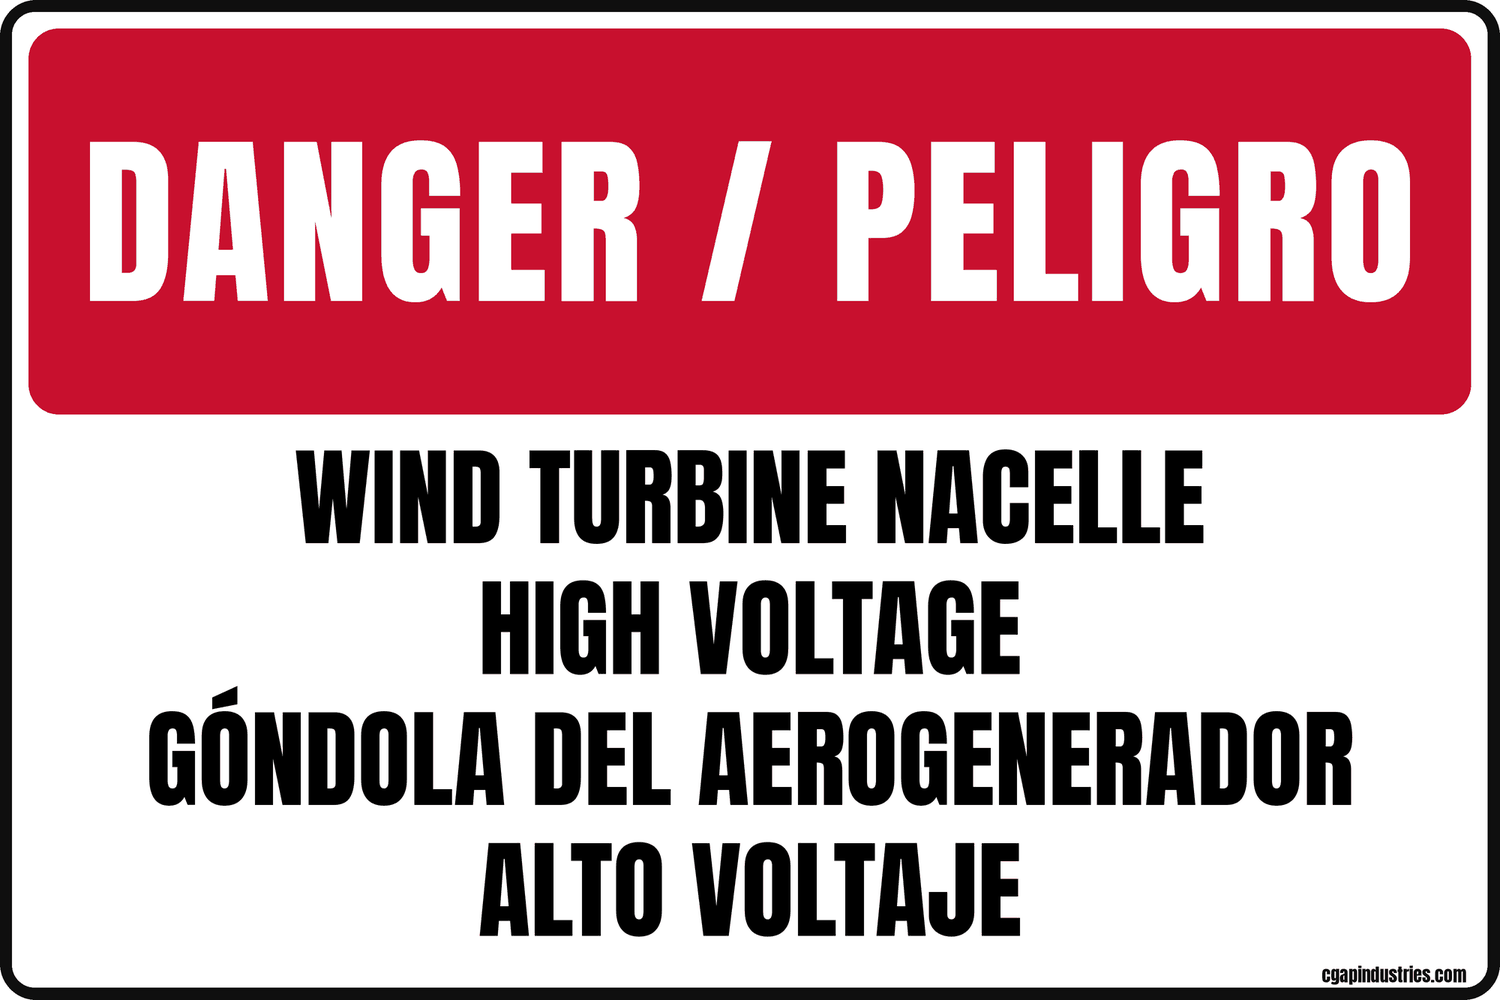 DANGER / PELIGRO
WIND TURBINE NACELLE
HIGH VOLTAGE
GÓNDOLA DEL AEROGENERADOR
ALTO VOLTAJE
cgapindustries.com